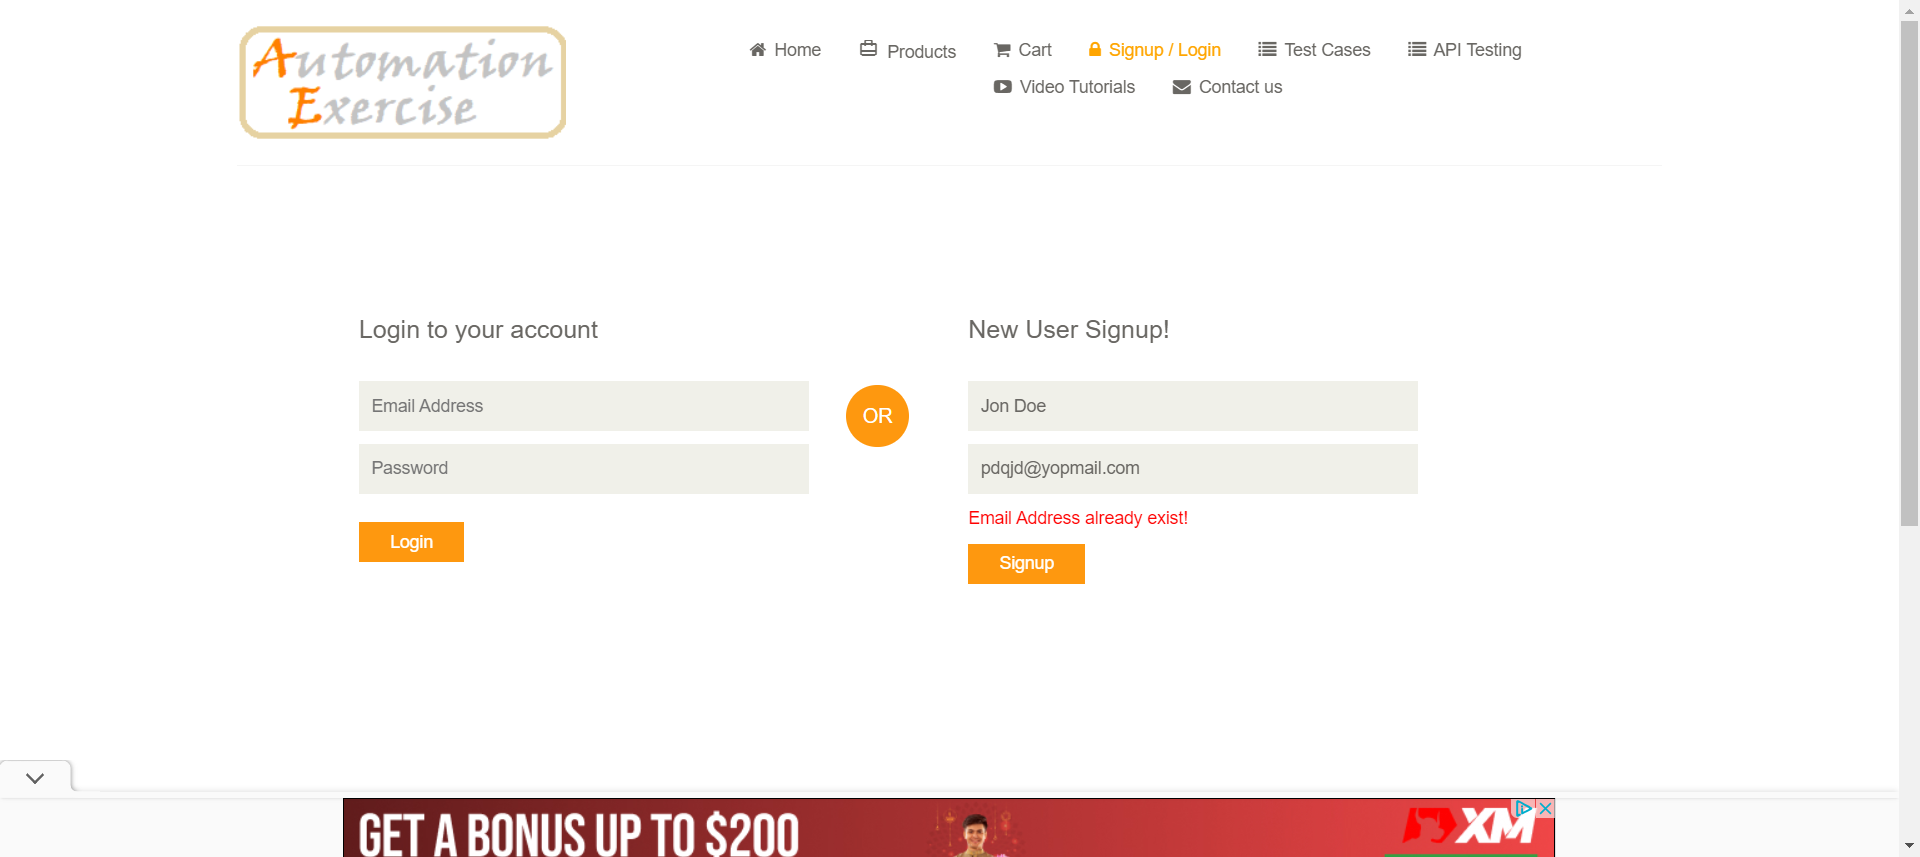 Automation
Exercise
Home
Products
Cart
Signup / Login
Test Cases
API Testing
Video Tutorials
Contact us
Login to your account
Email Address
Password
Login
OR
New User Signup!
Jon Doe
pdqjd@yopmail.com
Email Address already exist!
Signup
GET A BONUS UP TO $200
XM